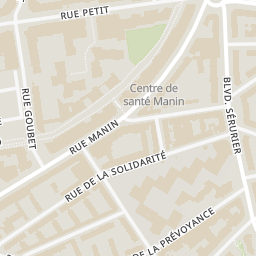 RUE PETIT
Centre de
santé Manin
BLVD. SÉRURIER
RUE GOUBET
RUE MANIN
RUE DE LA SOLIDARITÉ
DE LA PRÉVOYANCE